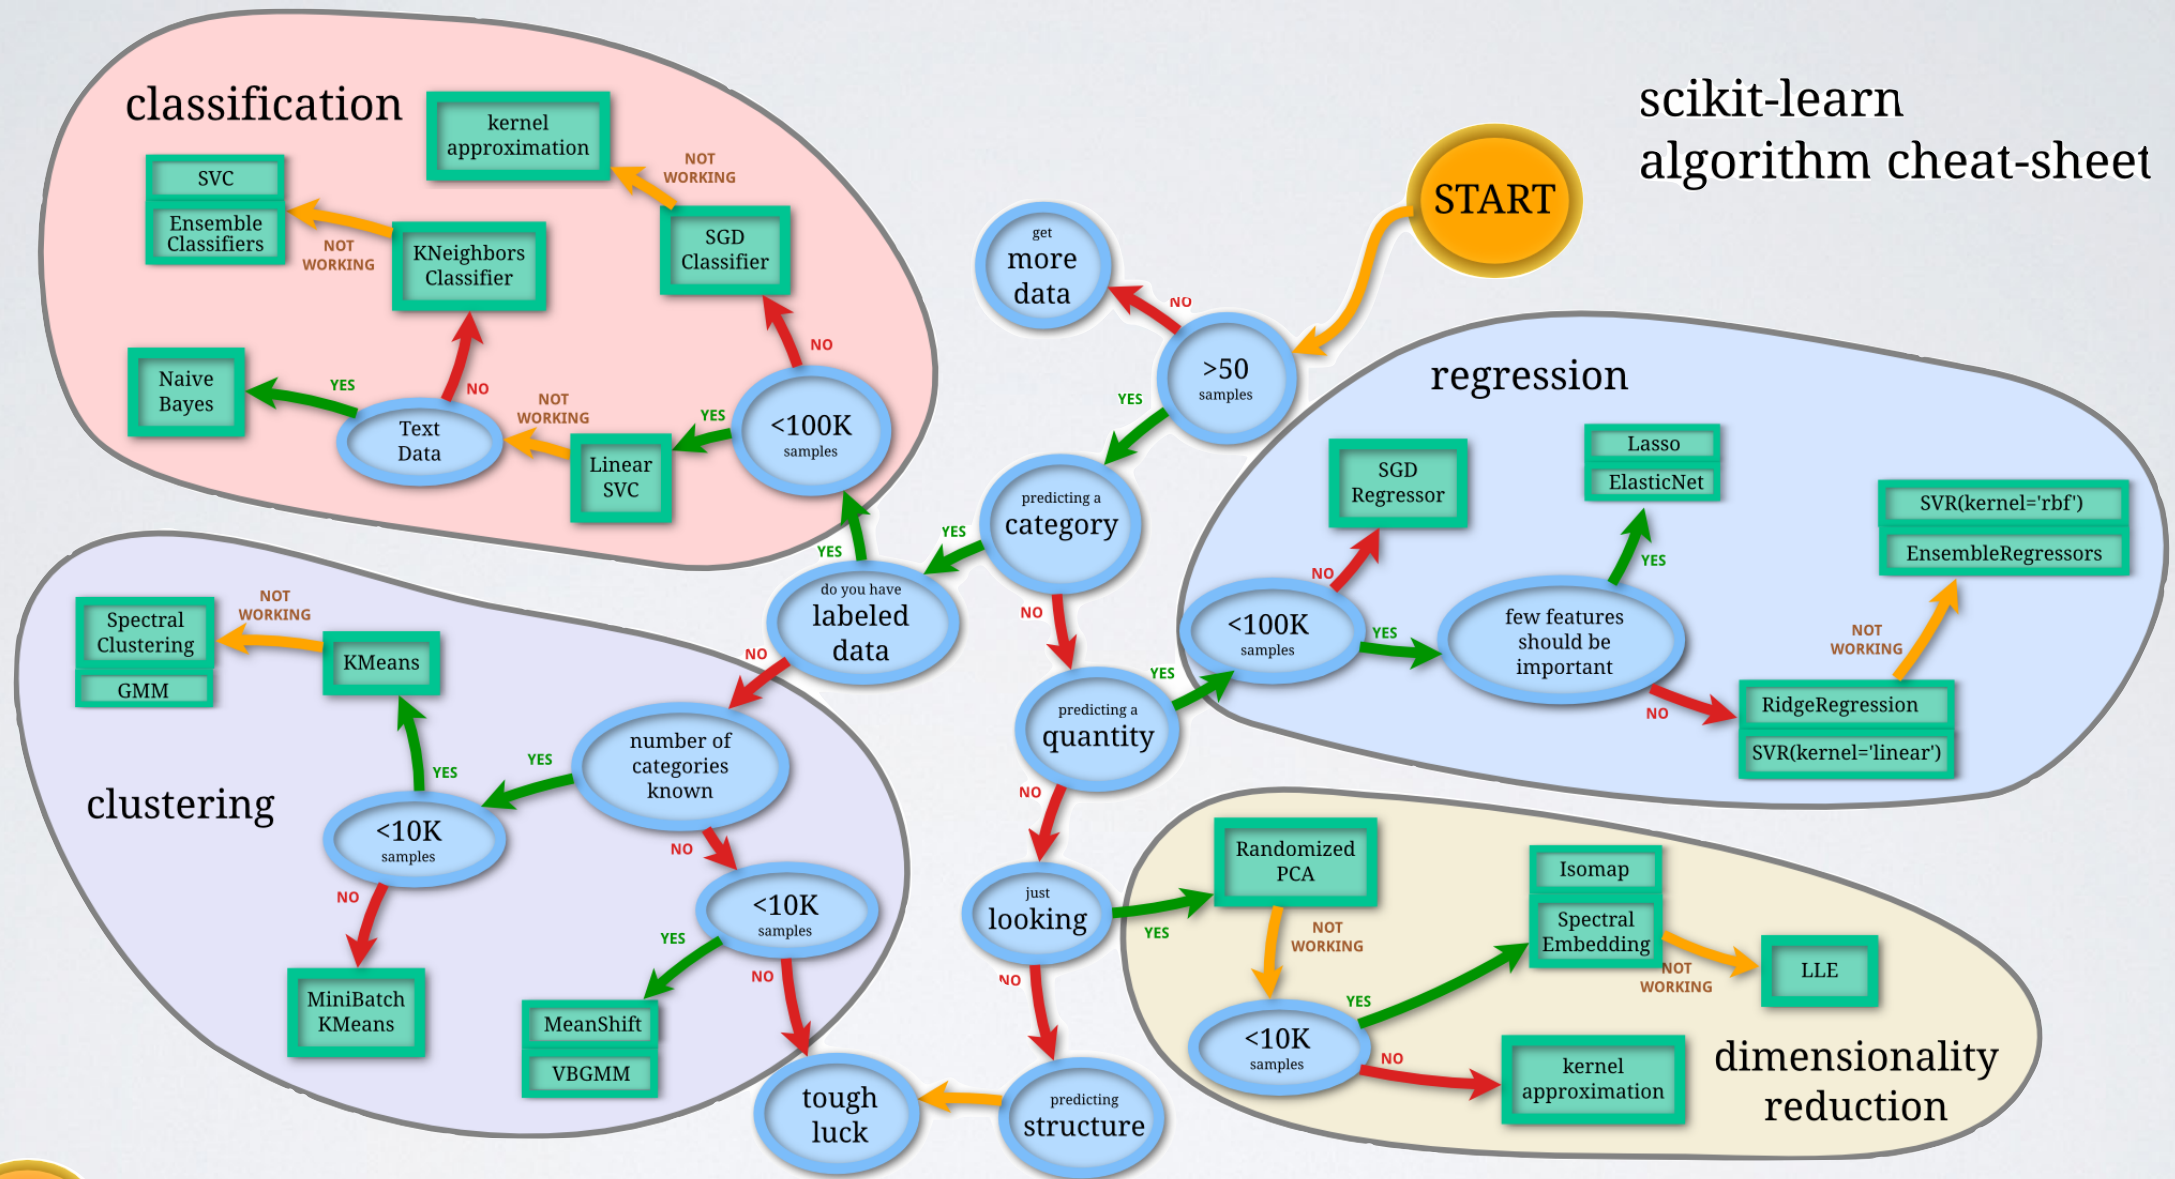 scikit-learn
algorithm cheat-sheet
START
classification
kernel
approximation
NOT
WORKING
SVC
Ensemble
Classifiers
NOT
WORKING
KNeighbors
Classifier
SGD
Classifier
NO
Naive
Bayes
YES
NO
Text
Data
NOT
WORKING
Linear
SVC
YES
<100K
samples
get
more
data
NO
>50
samples
YES
predicting a
category
YES
NO
do you have
labeled
data
YES
NO
predicting a
quantity
YES
NO
just
looking
YES
NO
predicting
structure
tough
luck
regression
SGD
Regressor
NO
<100K
samples
YES
few features
should be
important
YES
Lasso
ElasticNet
NO
RidgeRegression
SVR(kernel='linear')
NOT
WORKING
SVR(kernel='rbf')
EnsembleRegressors
clustering
Spectral
Clustering
GMM
NOT
WORKING
KMeans
YES
<10K
samples
NO
MiniBatch
KMeans
YES
number of
categories
known
NO
<10K
samples
YES
NO
MeanShift
VBGMM
Randomized
PCA
NOT
WORKING
<10K
samples
YES
NO
Isomap
Spectral
Embedding
NOT
WORKING
LLE
kernel
approximation
dimensionality
reduction